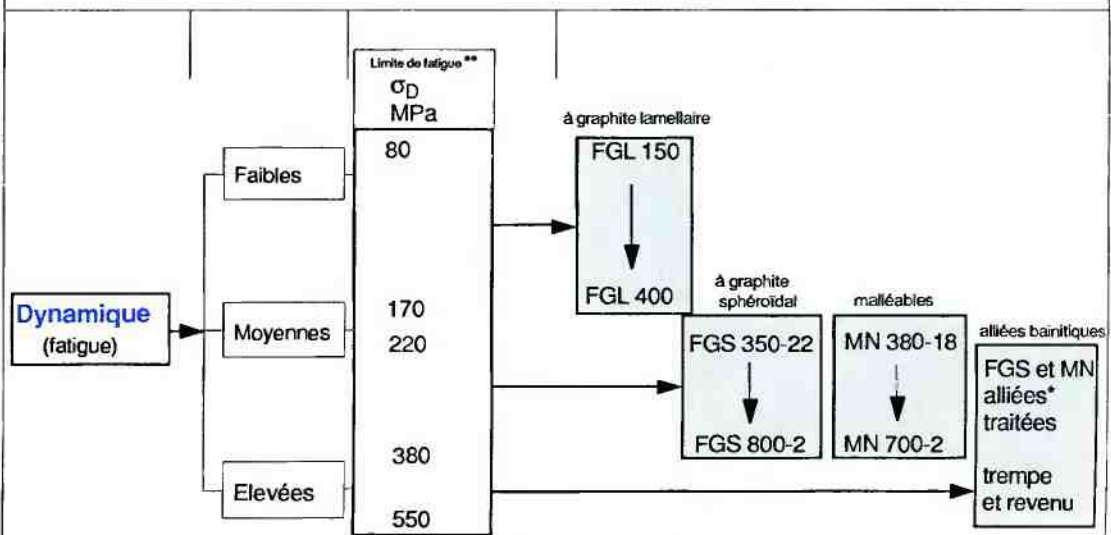 Limite de fatigue **
σD
MPa
80
170
220
380
550
Dynamique
(fatigue)
Faibles
Moyennes
Elevées
à graphite lamellaire
FGL 150
FGL 400
à graphite
sphéroïdal
FGS 350-22
FGS 800-2
malléables
MN 380-18
MN 700-2
alliées bainitiques
FGS et MN
alliées*
traitées
trempe
et revenu